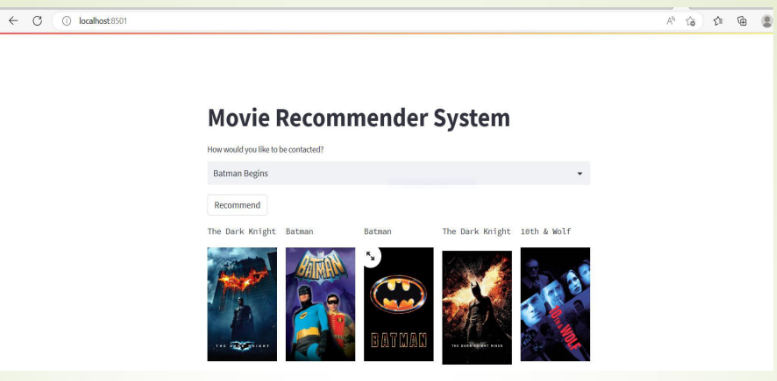 localhost:8501
Movie Recommender System
How would you like to be contacted?
Batman Begins
Recommend
The Dark Knight
Batman
Batman
The Dark Knight
10th & Wolf
THE DARK KNIGHT
BATMAN
BATMAN
THE DARK KNIGHT RISES
10th & WOLF